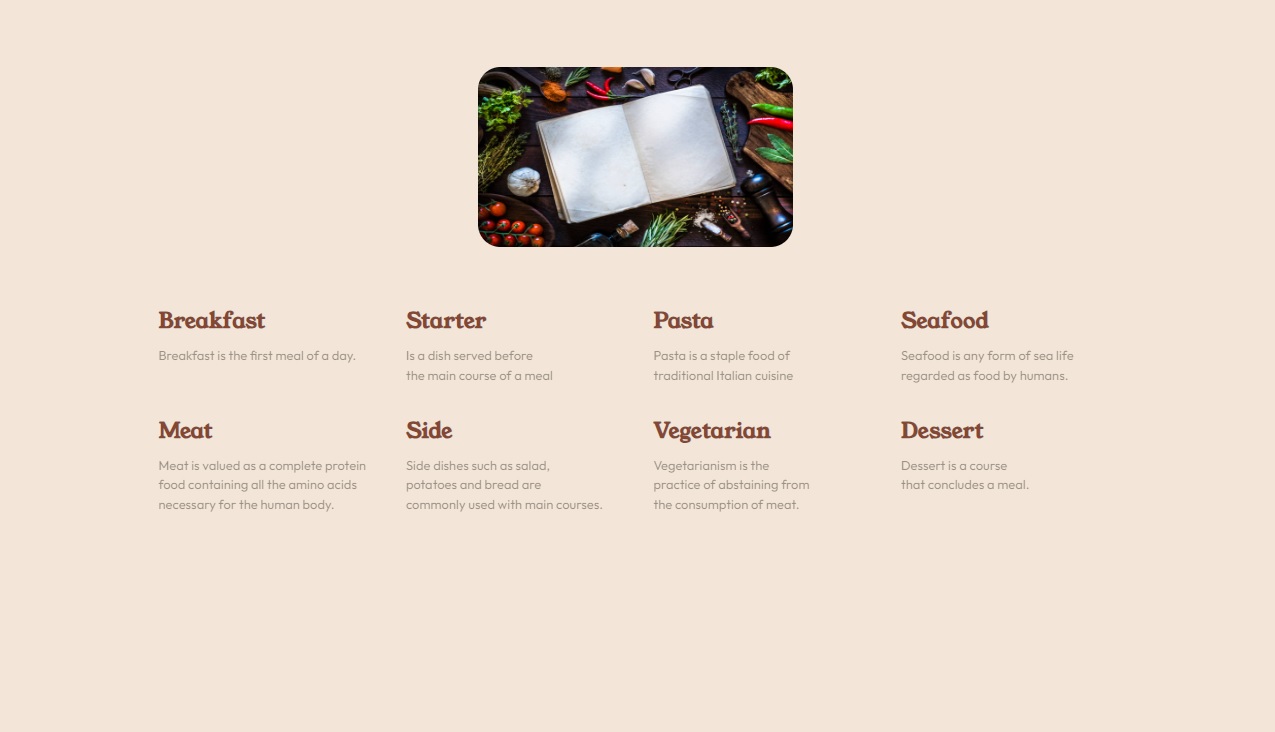 Breakfast
Breakfast is the first meal of a day.
Starter
Is a dish served before
the main course of a meal
Pasta
Pasta is a staple food of
traditional Italian cuisine
Seafood
Seafood is any form of sea life
regarded as food by humans.
Meat
Meat is valued as a complete protein
food containing all the amino acids
necessary for the human body.
Side
Side dishes such as salad,
potatoes and bread are
commonly used with main courses.
Vegetarian
Vegetarianism is the
practice of abstaining from
the consumption of meat.
Dessert
Dessert is a course
that concludes a meal.